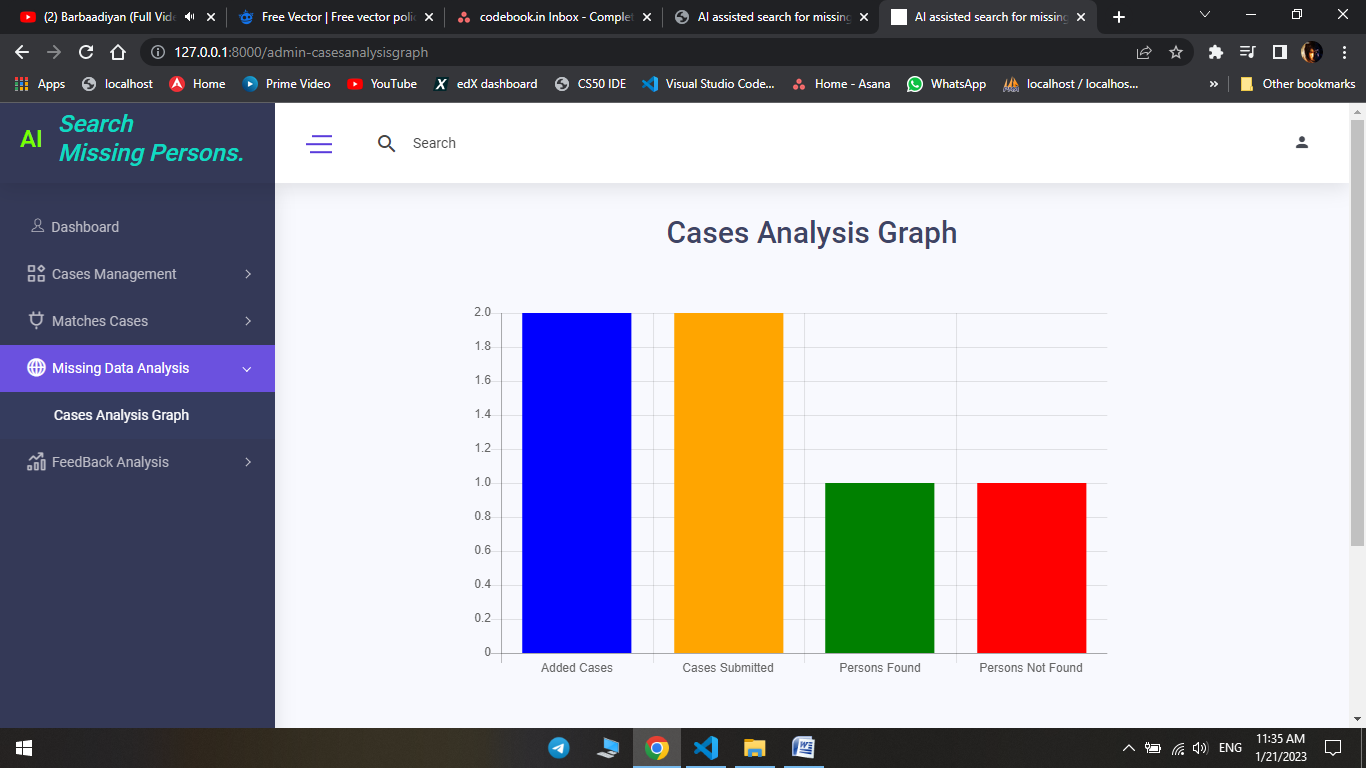 (2) Barbaadiyan (Full Vide
Free Vector | Free vector poli
codebook.in Inbox - Complet
AI assisted search for missing
AI assisted search for missing
127.0.0.1:8000/admin-casesanalysisgraph
Apps
localhost
Home
Prime Video
YouTube
edX dashboard
CS50 IDE
Visual Studio Code...
Home - Asana
WhatsApp
localhost / localhos...
»
Other bookmarks
AI
Search
Missing Persons.
Search
Dashboard
Cases Management
Matches Cases
Missing Data Analysis
Cases Analysis Graph
FeedBack Analysis
Cases Analysis Graph
2.0
1.8
1.6
1.4
1.2
1.0
0.8
0.6
0.4
0.2
0
Added Cases
Cases Submitted
Persons Found
Persons Not Found
ENG
11:35 AM
1/21/2023